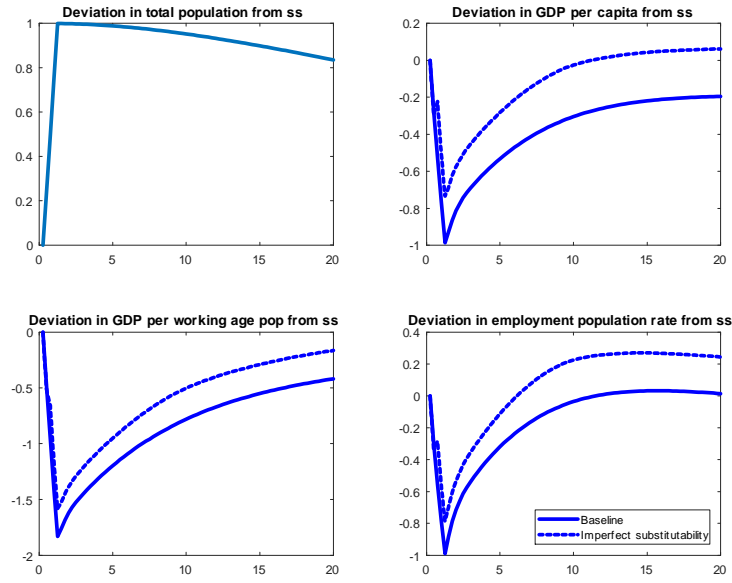 Deviation in total population from ss
1
0.8
0.6
0.4
0.2
0
0 5 10 15 20
Deviation in GDP per capita from ss
0.2
0
-0.2
-0.4
-0.6
-0.8
-1
0 5 10 15 20
Deviation in GDP per working age pop from ss
0
-0.5
-1
-1.5
-2
0 5 10 15 20
Deviation in employment population rate from ss
0.4
0.2
0
-0.2
-0.4
-0.6
-0.8
-1
0 5 10 15 20
Baseline
Imperfect substitutability